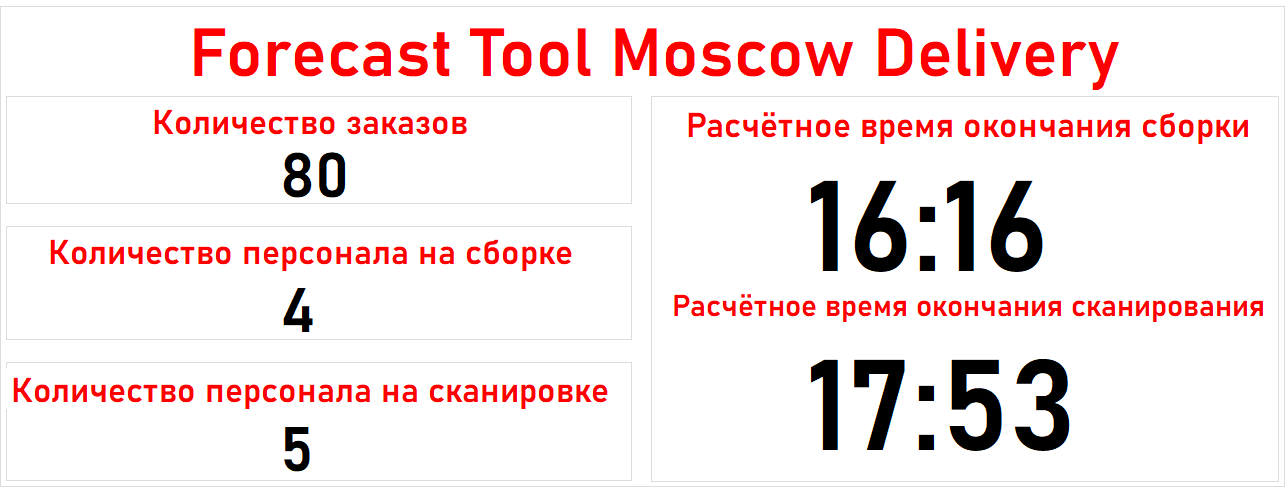 Forecast Tool Moscow Delivery
Количество заказов
80
Количество персонала на сборке
4
Количество персонала на сканировке
5
Расчётное время окончания сборки
16:16
Расчётное время окончания сканирования
17:53